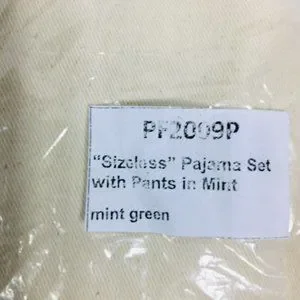 PF2009P
“Sizeless” Pajama Set
with Pants in Mint
mint green